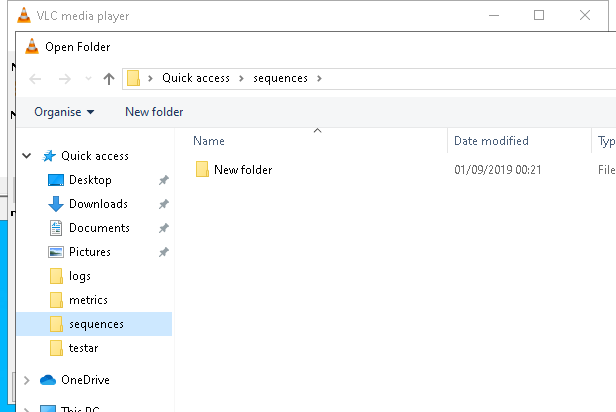 VLC media player
Open Folder
Quick access sequences
Organise New folder
Name Date modified Typ
Quick access
New folder 01/09/2019 00:21 File
Desktop
Downloads
Documents
Pictures
logs
metrics
sequences
testar
OneDrive
This PC